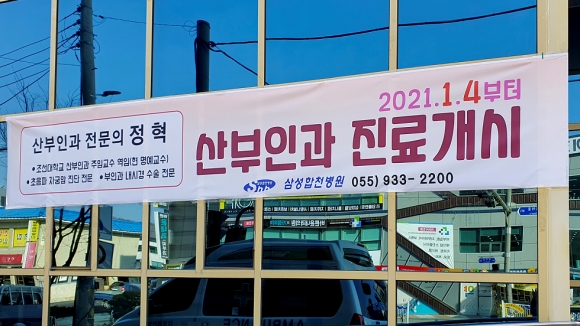 산부인과 전문의 정 혁
•조선대학교 산부인과 주임교수 역임(현 명예교수)
•초음파 자궁암 진단 전문 •부인과 내시경 수술 전문
2021.1.4부터
산부인과 진료개시
삼성합천병원 055) 933- 2200